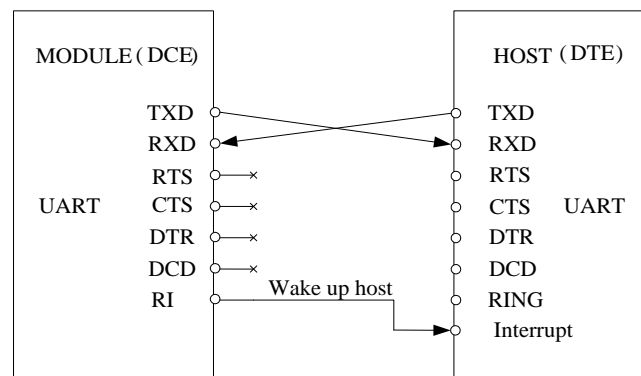 MODULE( DCE)
TXD
RXD
RTS
UART
CTS
DTR
DCD
RI
Wake up host
HOST (DTE)
TXD
RXD
RTS
CTS
UART
DTR
DCD
RING
Interrupt